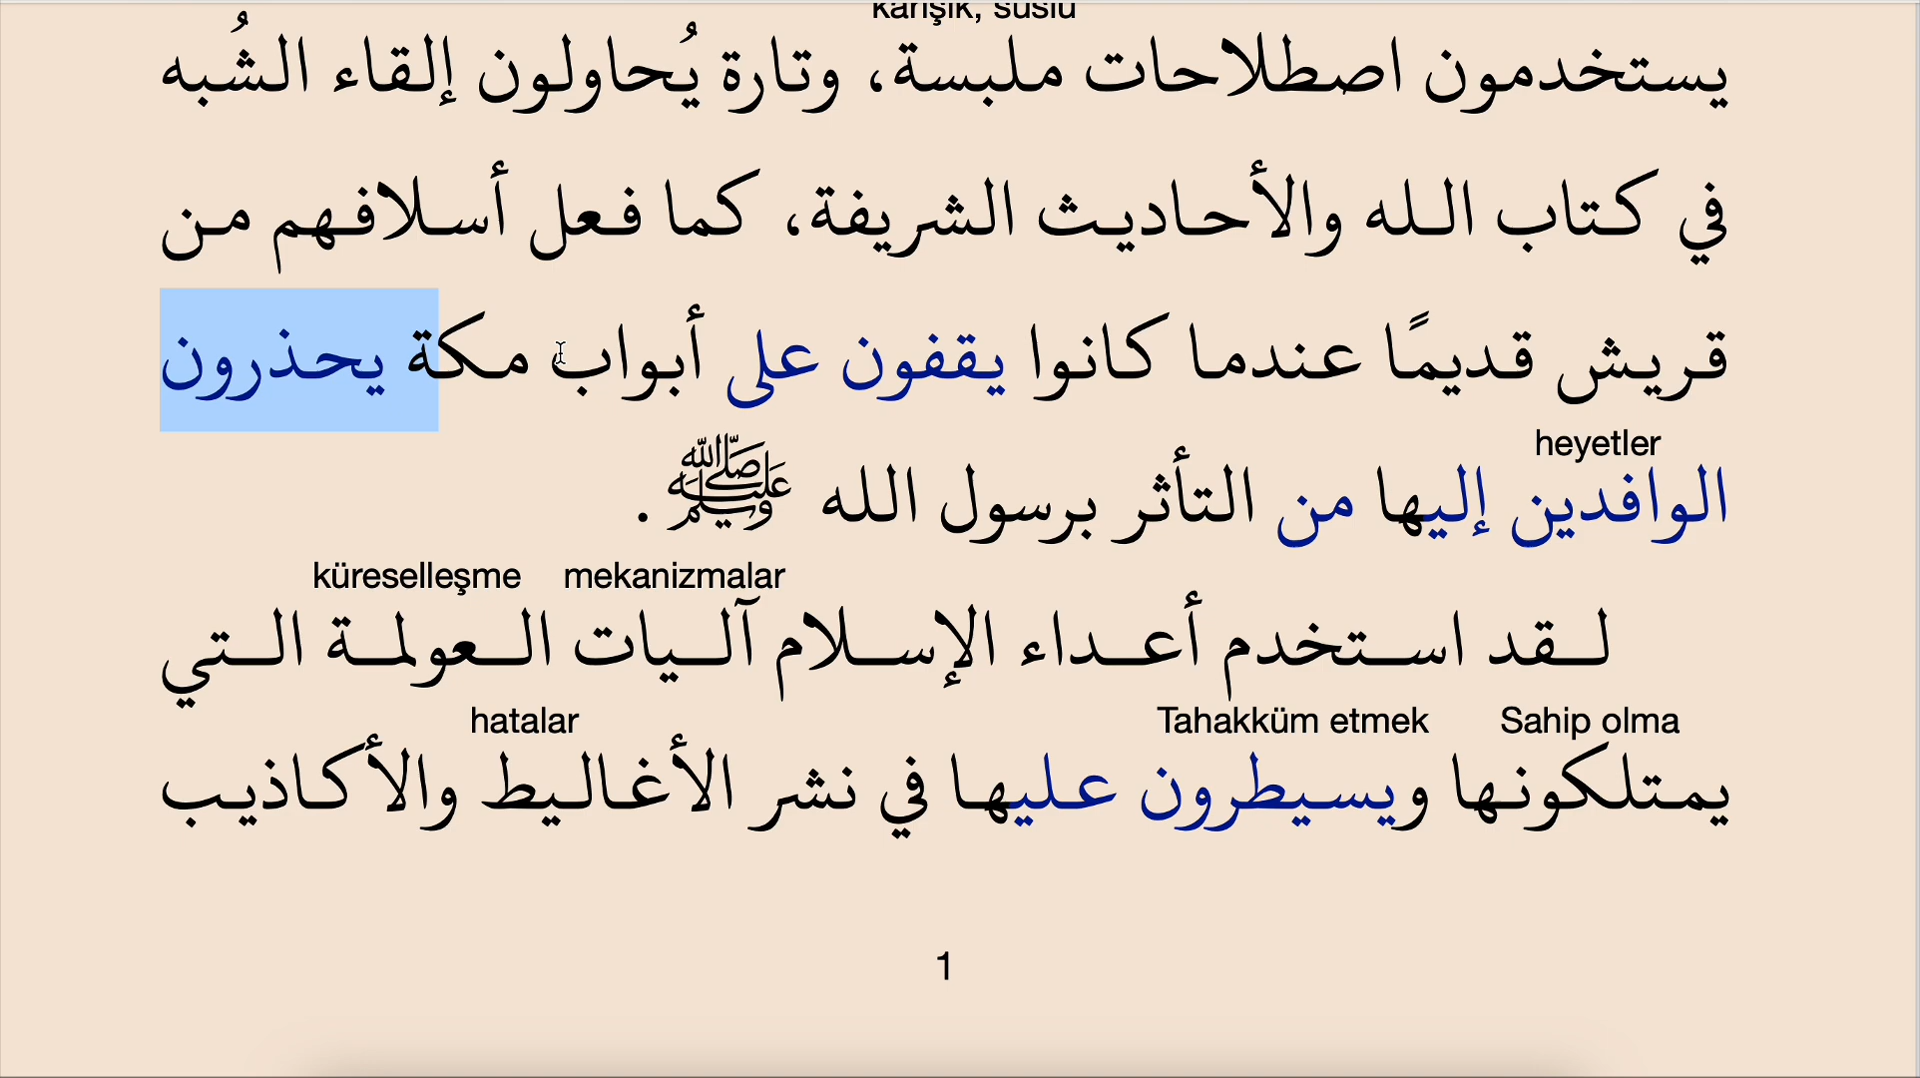 karışık, süslü
يستخدمون اصطلاحات ملبسة، وتارة يُحاولون إلقاء الشُبه
في كتاب الله والأحاديث الشريفة، كما فعل أسلافهم من
قريش قديمًا عندما كانوا يقفون على أبواب مكة يحذرون
heyetler
الوافدين إليها من التأثر برسول الله ﷺ .
mekanizmalar küreselleşme
لقد استخدم أعداء الإسلام آليات العولمة التي
Sahip olma Tahakküm etmek hatalar
يمتلكونها ويسيطرون عليها في نشر الأغاليط والأكاذيب
1